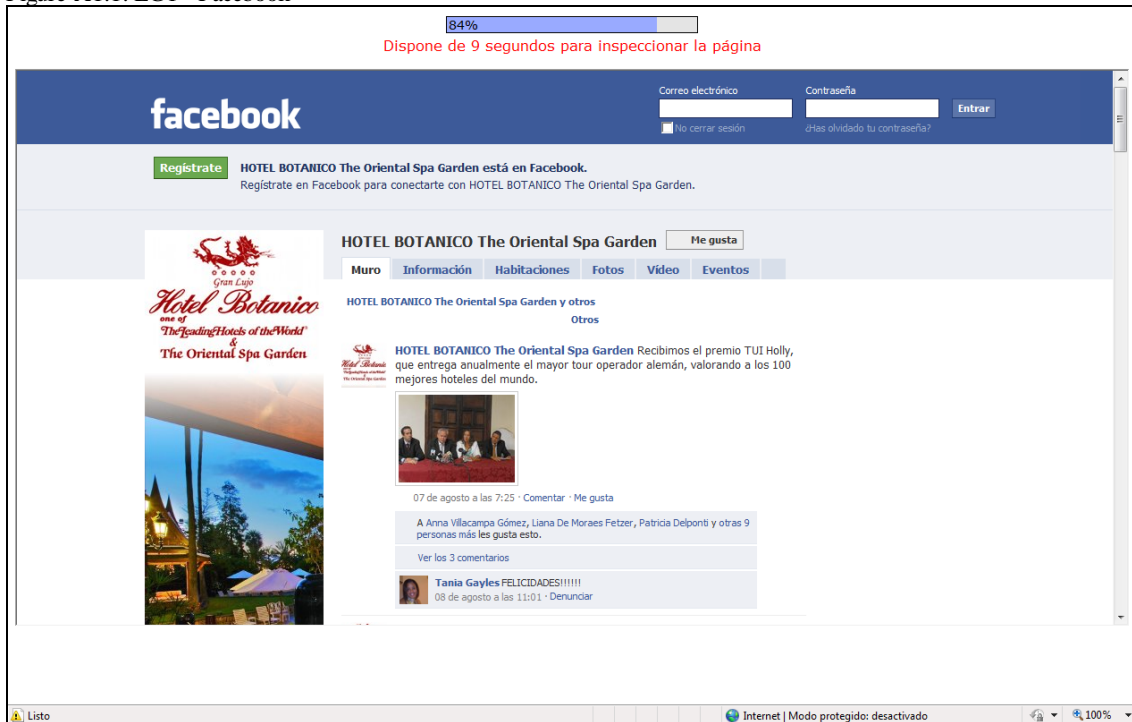 84%
Dispone de 9 segundos para inspeccionar la página
facebook
Correo electrónico
Contraseña
Entrar
No cerrar sesión
¿Has olvidado tu contraseña?
Regístrate
HOTEL BOTANICO The Oriental Spa Garden está en Facebook.
Regístrate en Facebook para conectarte con HOTEL BOTANICO The Oriental Spa Garden.
Gran Lujo
Hotel Botanico
one of
The Leading Hotels of the World®
&
The Oriental Spa Garden
HOTEL BOTANICO The Oriental Spa Garden
Me gusta
Muro Información Habitaciones Fotos Vídeo Eventos
HOTEL BOTANICO The Oriental Spa Garden y otros
Otros
HOTEL BOTANICO The Oriental Spa Garden Recibimos el premio TUI Holly,
que entrega anualmente el mayor tour operador alemán, valorando a los 100
mejores hoteles del mundo.
07 de agosto a las 7:25 · Comentar · Me gusta
A Anna Villacampa Gómez, Liana De Moraes Fetzer, Patricia Delponti y otras 9
personas más les gusta esto.
Ver los 3 comentarios
Tania Gayles FELICIDADES!!!!!!
08 de agosto a las 11:01 · Denunciar
Listo
Internet | Modo protegido: desactivado
100%